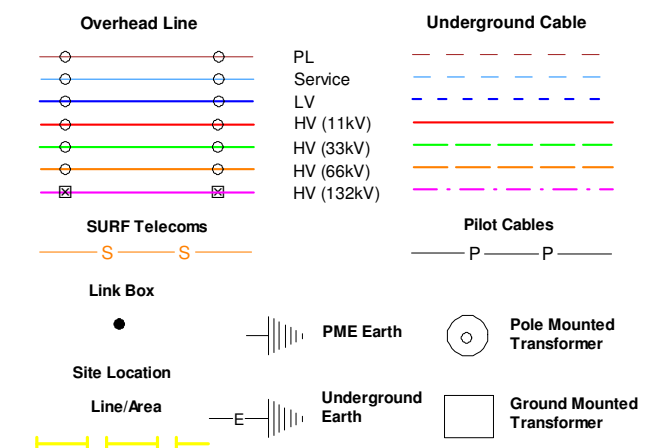 Overhead Line
Underground Cable
PL
Service
LV
HV (11kV)
HV (33kV)
HV (66kV)
HV (132kV)
SURF Telecoms
S S
Pilot Cables
P P
Link Box
PME Earth
Pole Mounted
Transformer
Site Location
Line/Area
E
Underground
Earth
Ground Mounted
Transformer